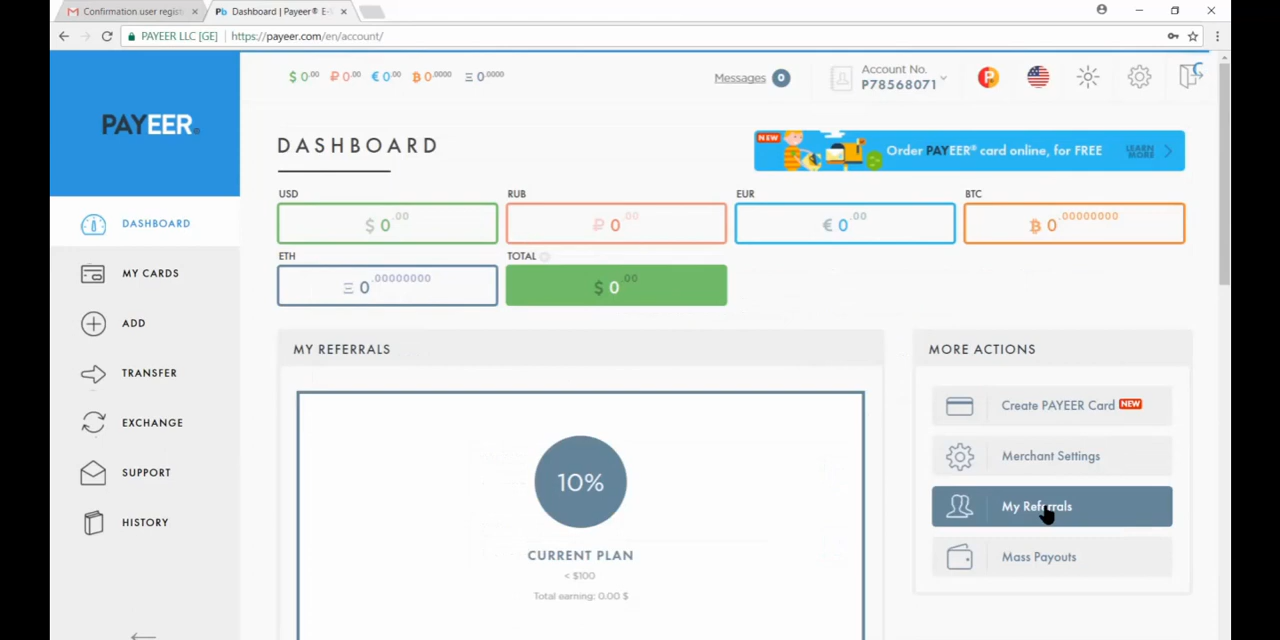 Confirmation user regist
Dashboard | Payeer® E-
PAYEER LLC [GE]
https://payeer.com/en/account/
$ 0.00 ₽ 0.00 € 0.00 ₿ 0.0000 Ξ 0.0000
Messages 0
Account No.
P78568071
PAYEER®
DASHBOARD
NEW
Order PAYEER® card online, for FREE
LEARN MORE
USD
RUB
EUR
BTC
$ 0.00
₽ 0.00
€ 0.00
₿ 0.00000000
ETH
TOTAL
Ξ 0.00000000
$ 0.00
DASHBOARD
MY CARDS
ADD
TRANSFER
EXCHANGE
SUPPORT
HISTORY
MY REFERRALS
10%
CURRENT PLAN
< $100
Total earning: 0.00 $
MORE ACTIONS
Create PAYEER Card NEW
Merchant Settings
My Referrals
Mass Payouts